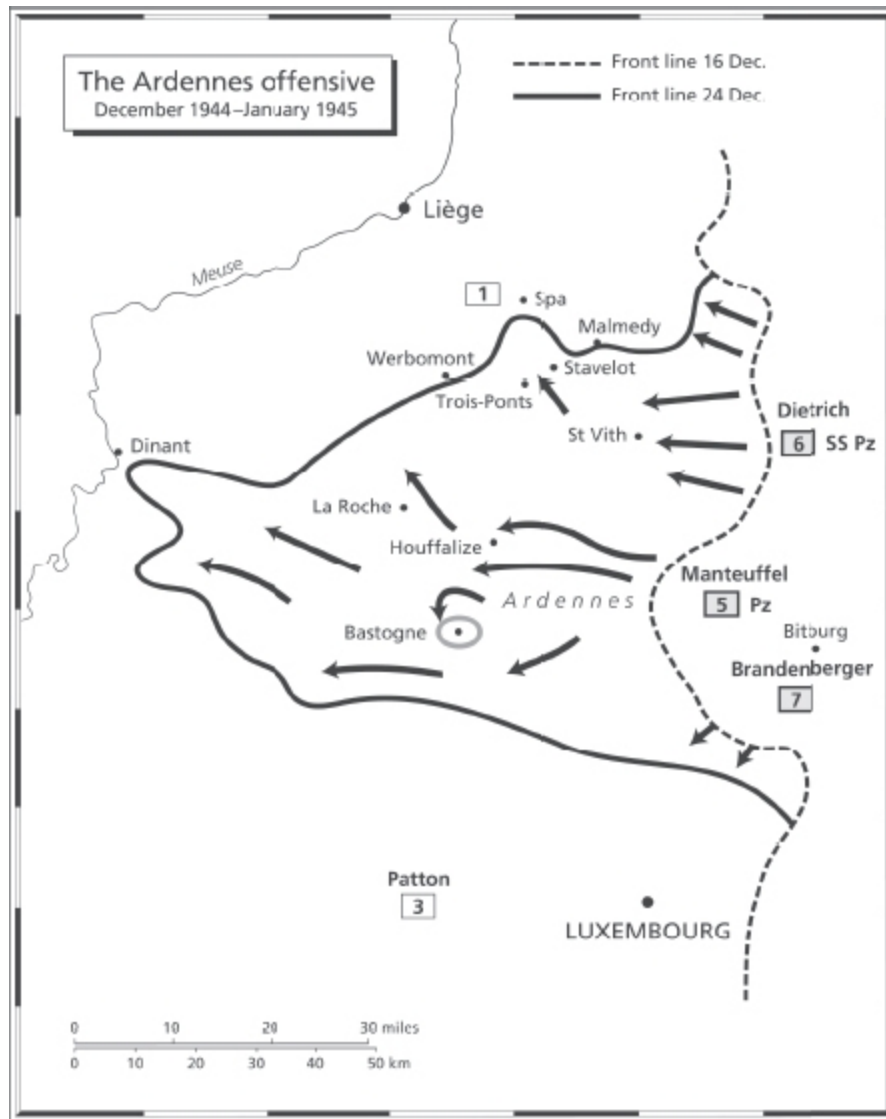 The Ardennes offensive
December 1944–January 1945
Front line 16 Dec.
Front line 24 Dec.
Liège
Meuse
1
Spa
Malmedy
Werbomont
Stavelot
Trois-Ponts
Dietrich
6 SS Pz
St Vith
Dinant
La Roche
Houffalize
Manteuffel
5 Pz
Ardennes
Bastogne
Bitburg
Brandenberger
7
Patton
3
LUXEMBOURG
0 10 20 30 miles
0 10 20 30 40 50 km